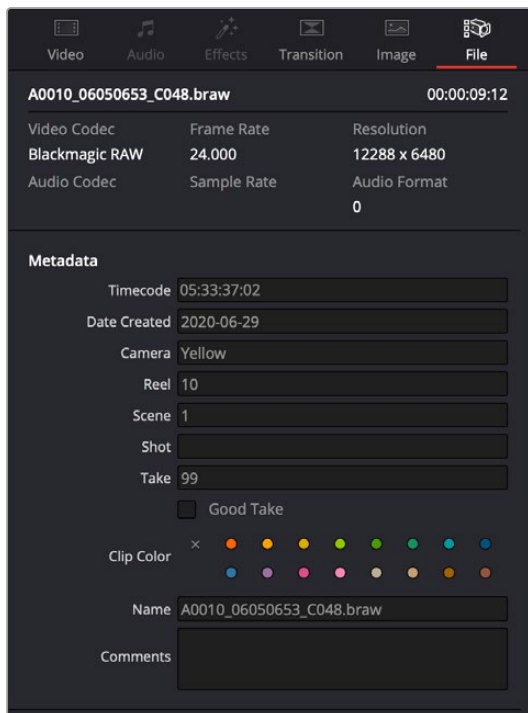 Video Audio Effects Transition Image File
A0010_06050653_C048.braw 00:00:09:12
Video Codec Frame Rate Resolution
Blackmagic RAW 24.000 12288 x 6480
Audio Codec Sample Rate Audio Format
0
Metadata
Timecode 05:33:37:02
Date Created 2020-06-29
Camera Yellow
Reel 10
Scene 1
Shot
Take 99
Good Take
Clip Color
Name A0010_06050653_C048.braw
Comments